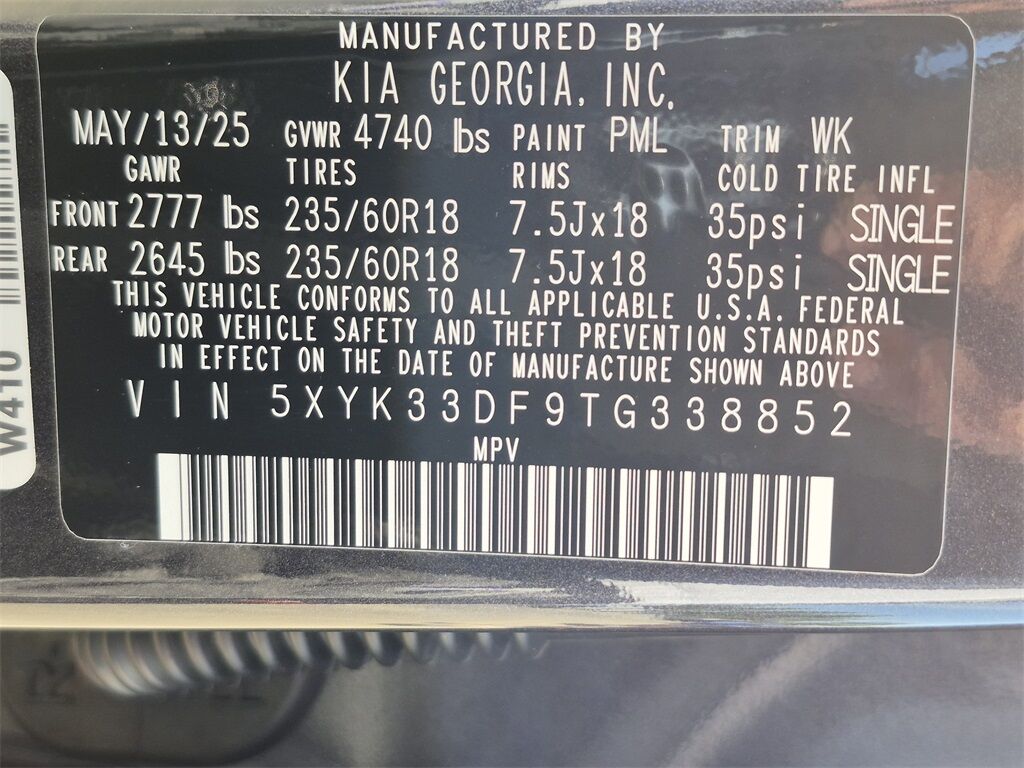 MANUFACTURED BY
KIA GEORGIA, INC.
MAY/13/25 GVWR 4740 lbs PAINT PML TRIM WK
GAWR TIRES RIMS COLD TIRE INFL
FRONT 2777 lbs 235/60R18 7.5Jx18 35psi SINGLE
REAR 2645 lbs 235/60R18 7.5Jx18 35psi SINGLE
THIS VEHICLE CONFORMS TO ALL APPLICABLE U.S.A. FEDERAL
MOTOR VEHICLE SAFETY AND THEFT PREVENTION STANDARDS
IN EFFECT ON THE DATE OF MANUFACTURE SHOWN ABOVE
VIN 5XYK33DF9TG338852
MPV
W410